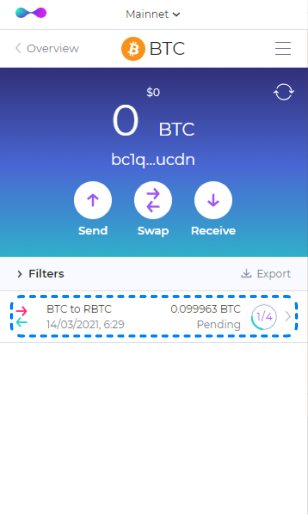 Mainnet
Overview
BTC
$0
0 BTC
bc1q...ucdn
Send Swap Receive
Filters Export
BTC to RBTC 0.099963 BTC
14/03/2021, 6:29 Pending 1/4